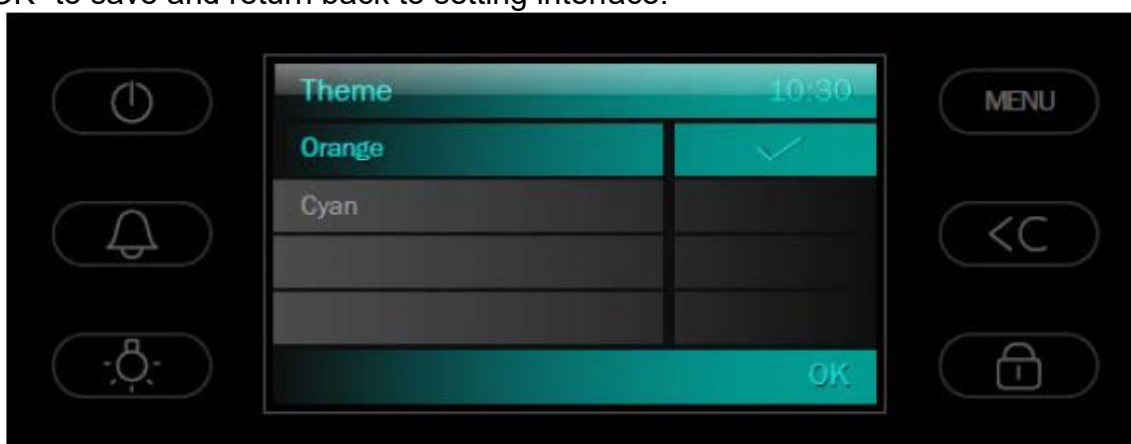 OK" to save and return back to setting interface.
Theme 10:30
MENU
Orange
Cyan
<C
OK